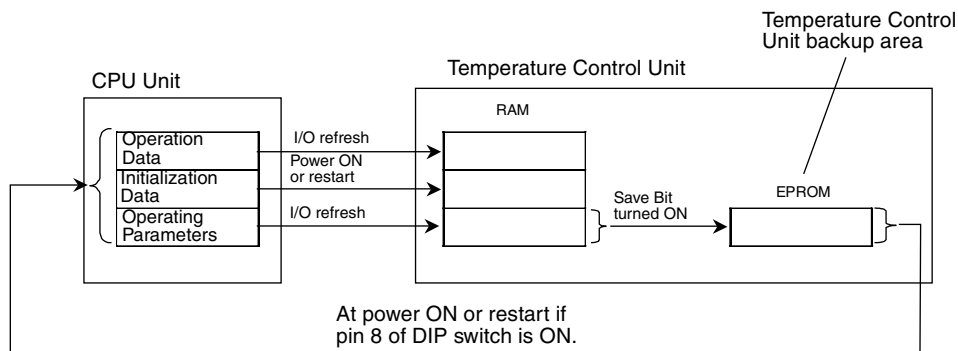 Temperature Control
Unit backup area
CPU Unit
Temperature Control Unit
RAM
Operation
Data
I/O refresh
Initialization
Data
Power ON
or restart
Operating
Parameters
I/O refresh
Save Bit
turned ON
EPROM
At power ON or restart if
pin 8 of DIP switch is ON.